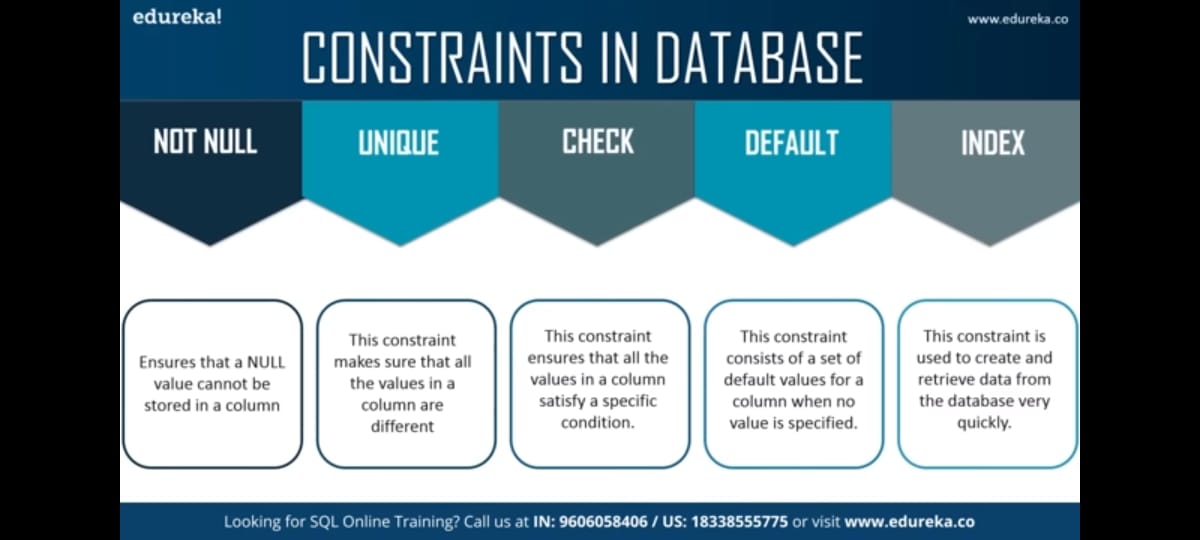 edureka!
www.edureka.co
CONSTRAINTS IN DATABASE
NOT NULL
UNIQUE
CHECK
DEFAULT
INDEX
Ensures that a NULL
value cannot be
stored in a column
This constraint
makes sure that all
the values in a
column are
different
This constraint
ensures that all the
values in a column
satisfy a specific
condition.
This constraint
consists of a set of
default values for a
column when no
value is specified.
This constraint is
used to create and
retrieve data from
the database very
quickly.
Looking for SQL Online Training? Call us at IN: 9606058406 / US: 18338555775 or visit www.edureka.co